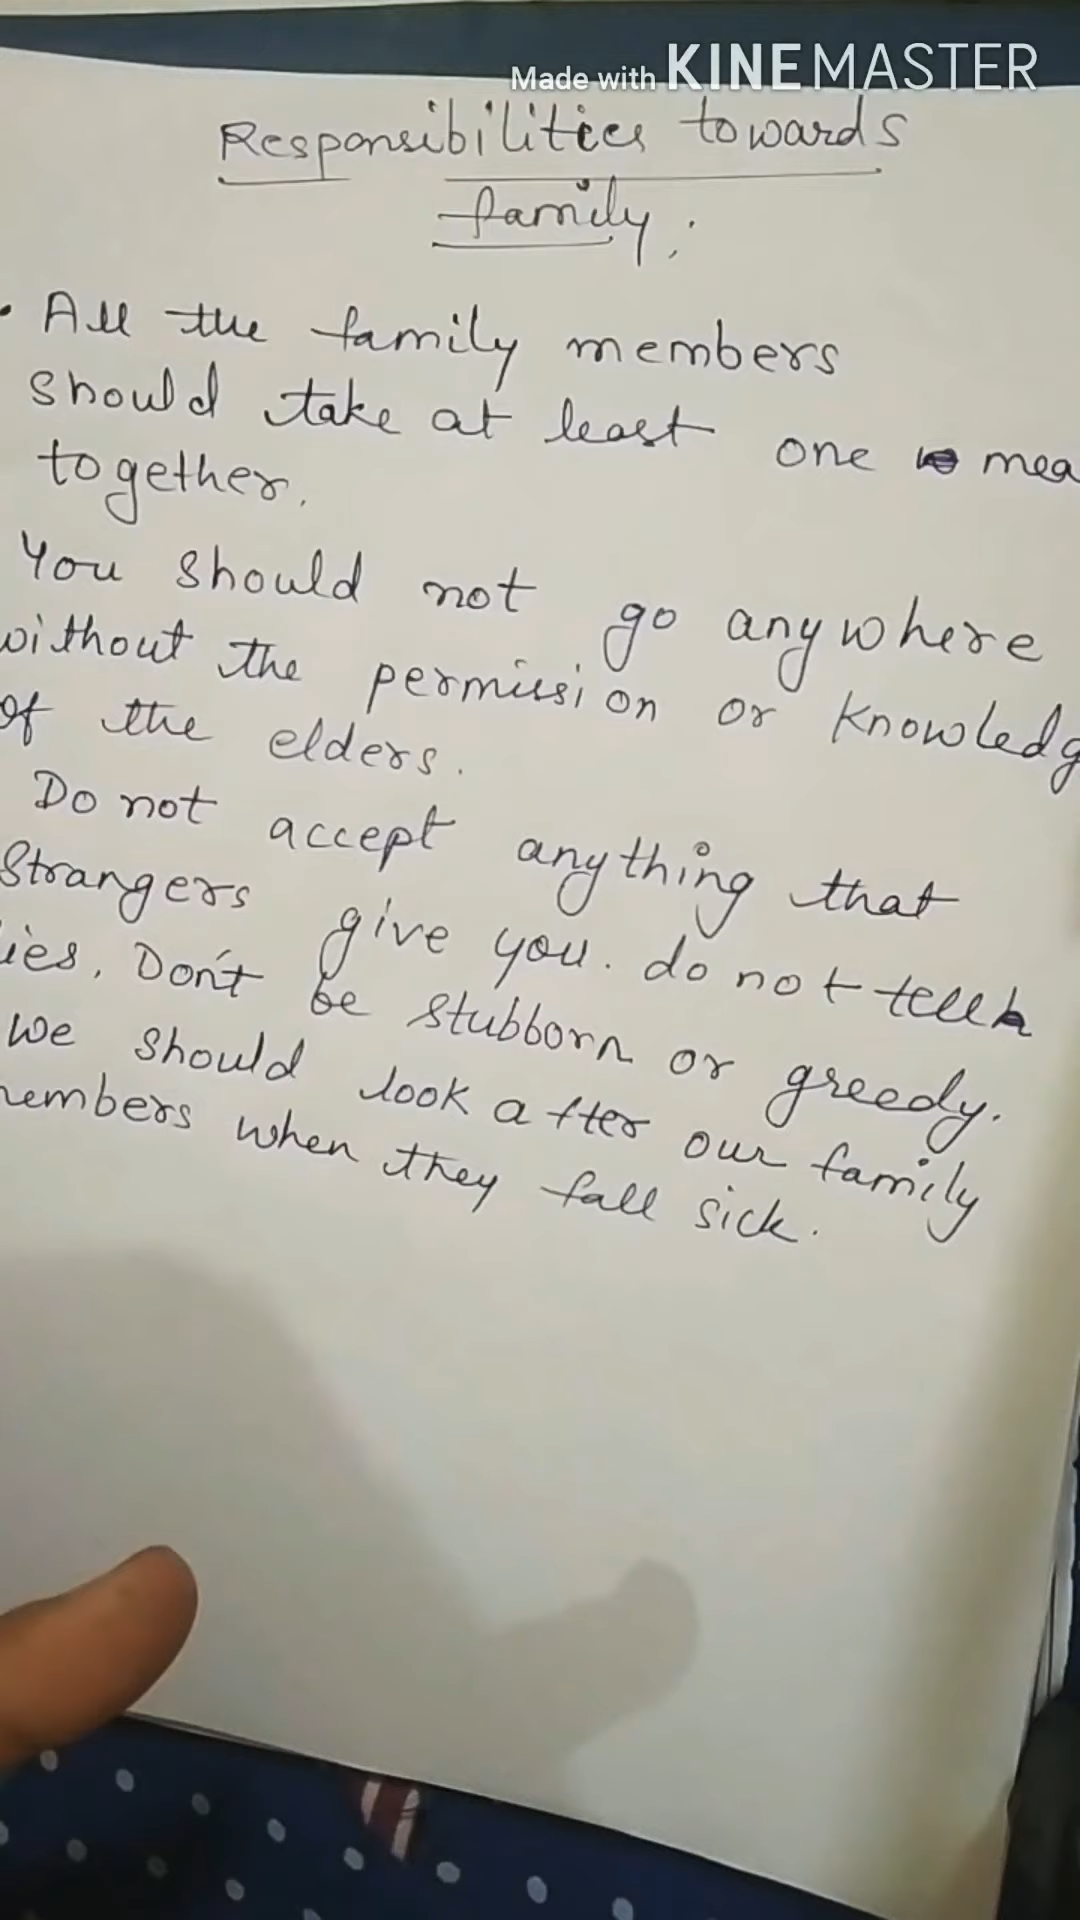 Made with KINEMASTER
Responsibilities towards
family:
• All the family members
should take at least one mea
together.
You should not go anywhere
without the permission or knowledg
of the elders.
Do not accept anything that
strangers give you. do not tell
ies. Don't be stubborn or greedy.
we should look after our family
members when they fall sick.